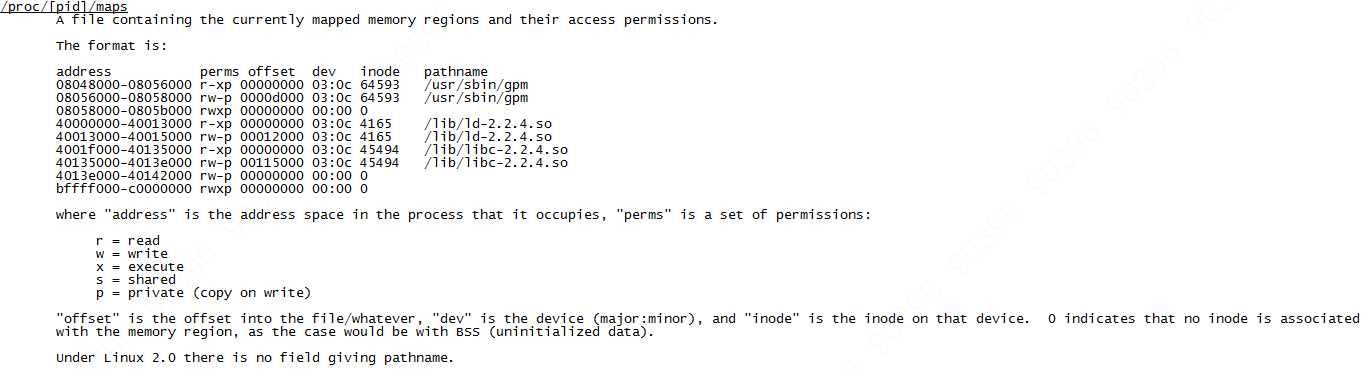 /proc/[pid]/maps
A file containing the currently mapped memory regions and their access permissions.
The format is:
address           perms offset  dev   inode   pathname
08048000-08056000 r-xp 00000000 03:0c 64593   /usr/sbin/gpm
08056000-08058000 rw-p 0000d000 03:0c 64593   /usr/sbin/gpm
08058000-0805b000 rwxp 00000000 00:00 0
40000000-40013000 r-xp 00000000 03:0c 4165    /lib/ld-2.2.4.so
40013000-40015000 rw-p 00012000 03:0c 4165    /lib/ld-2.2.4.so
4001f000-40135000 r-xp 00000000 03:0c 45494   /lib/libc-2.2.4.so
40135000-4013e000 rw-p 00115000 03:0c 45494   /lib/libc-2.2.4.so
4013e000-40142000 rw-p 00000000 00:00 0
bffff000-c0000000 rwxp 00000000 00:00 0
where "address" is the address space in the process that it occupies, "perms" is a set of permissions:
r = read
w = write
x = execute
s = shared
p = private (copy on write)
"offset" is the offset into the file/whatever, "dev" is the device (major:minor), and "inode" is the inode on that device.  0 indicates that no inode is associated
with the memory region, as the case would be with BSS (uninitialized data).
Under Linux 2.0 there is no field giving pathname.
90396
90396
90396
90396